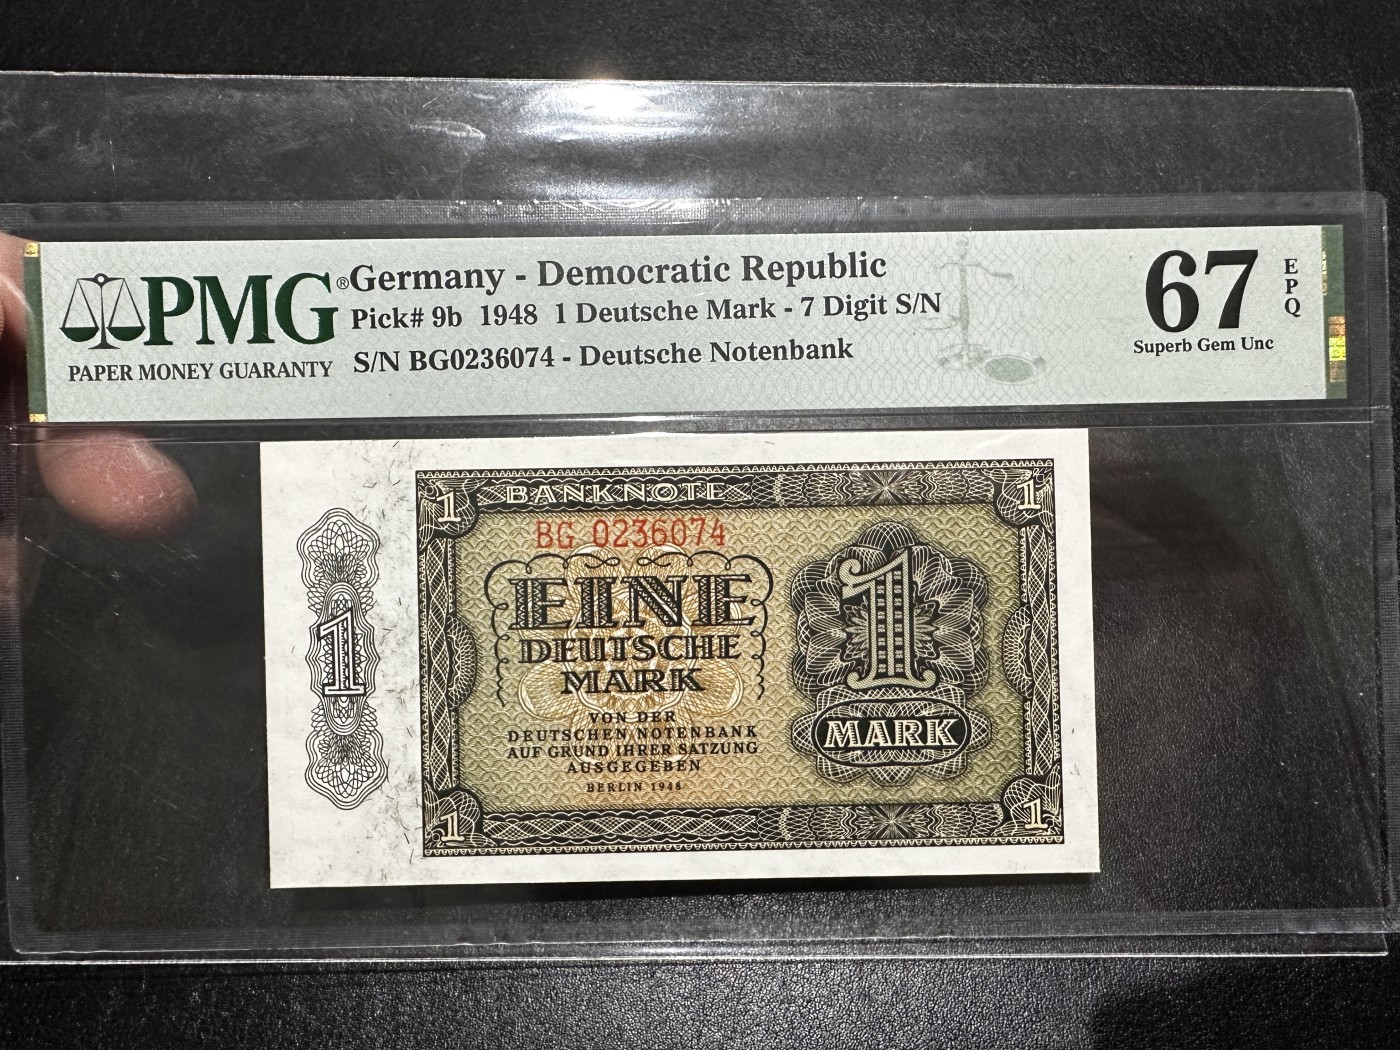 PMG®
PAPER MONEY GUARANTY
Germany - Democratic Republic
Pick# 9b 1948 1 Deutsche Mark - 7 Digit S/N
S/N BG0236074 - Deutsche Notenbank
67
EPQ
Superb Gem Unc
1 BANKNOTE 1
BG 0236074
EINE
DEUTSCHE
MARK
VON DER
DEUTSCHEN NOTENBANK
AUF GRUND IHRER SATZUNG
AUSGEGEBEN
BERLIN 1948
1
1
MARK
1 1